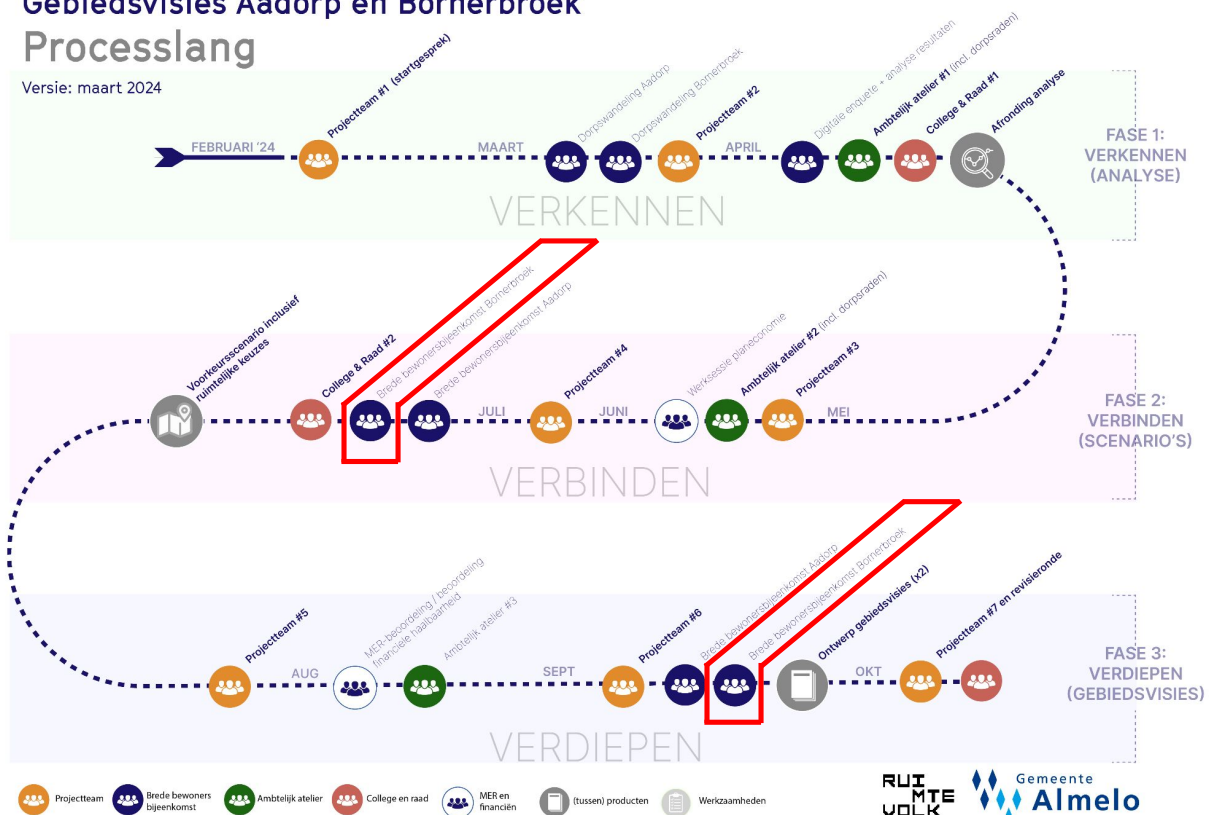 Gebiedsvisies Aadorp en Bornerbroek
Processlang
Versie: maart 2024
FEBRUARI '24
Projectteam #1 (startgesprek)
MAART
Dorpswandeling Aadorp
Dorpswandeling Bornerbroek
Projectteam #2
APRIL
Digitale enquete + analyse resultaten
Ambtelijk atelier #1 (incl. dorpsraden)
College & Raad #1
Afronding analyse
FASE 1:
VERKENNEN
(ANALYSE)
VERKENNEN
Voorkeursscenario inclusief
ruimtelijke keuzes
College & Raad #2
Brede bewonersbijeenkomst Bornerbroek
Brede bewonersbijeenkomst Aadorp
JULI
Projectteam #4
JUNI
Werksessie planeconomie
Ambtelijk atelier #2 (incl. dorpsraden)
Projectteam #3
MEI
FASE 2:
VERBINDEN
(SCENARIO'S)
VERBINDEN
Projectteam #5
AUG
MER-beoordeling / beoordeling
financiele haalbaarheid
Ambtelijk atelier #3
SEPT
Projectteam #6
Brede bewonersbijeenkomst Aadorp
Brede bewonersbijeenkomst Bornerbroek
Ontwerp gebiedsvisies (x2)
OKT
Projectteam #7 en revisieronde
FASE 3:
VERDIEPEN
(GEBIEDSVISIES)
VERDIEPEN
Projectteam
Brede bewoners
bijeenkomst
Ambtelijk atelier
College en raad
MER en
financiën
(tussen) producten
Werkzaamheden
RUI
MTE
VOLK
Gemeente
Almelo